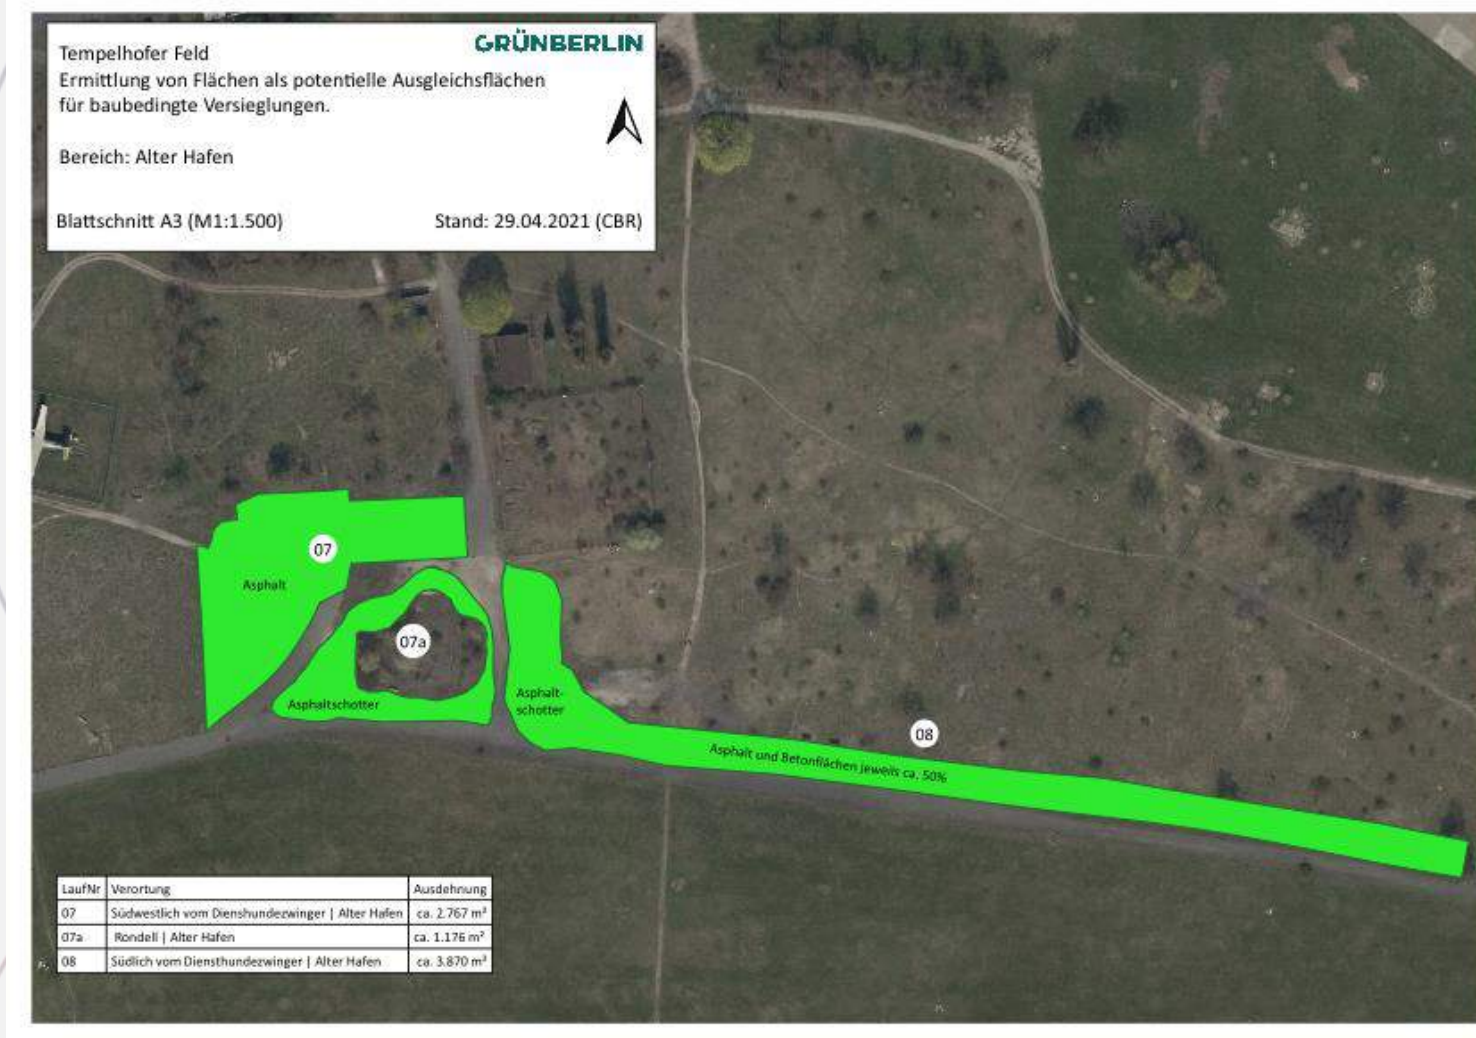 Tempelhofer Feld
GRÜNBERLIN
Ermittlung von Flächen als potentielle Ausgleichsflächen
für baubedingte Versieglungen.
Bereich: Alter Hafen
Blattschnitt A3 (M1:1.500)
Stand: 29.04.2021 (CBR)
07
Asphalt
07a
Asphaltschotter
Asphalt-
schotter
08
Asphalt und Betonflächen jeweils ca. 50%
LaufNr Verortung Ausdehnung
07 Südwestlich vom Dienshundezwinger | Alter Hafen ca. 2.767 m²
07a Rondell | Alter Hafen ca. 1.176 m²
08 Südlich vom Diensthundezwinger | Alter Hafen ca. 3.870 m²